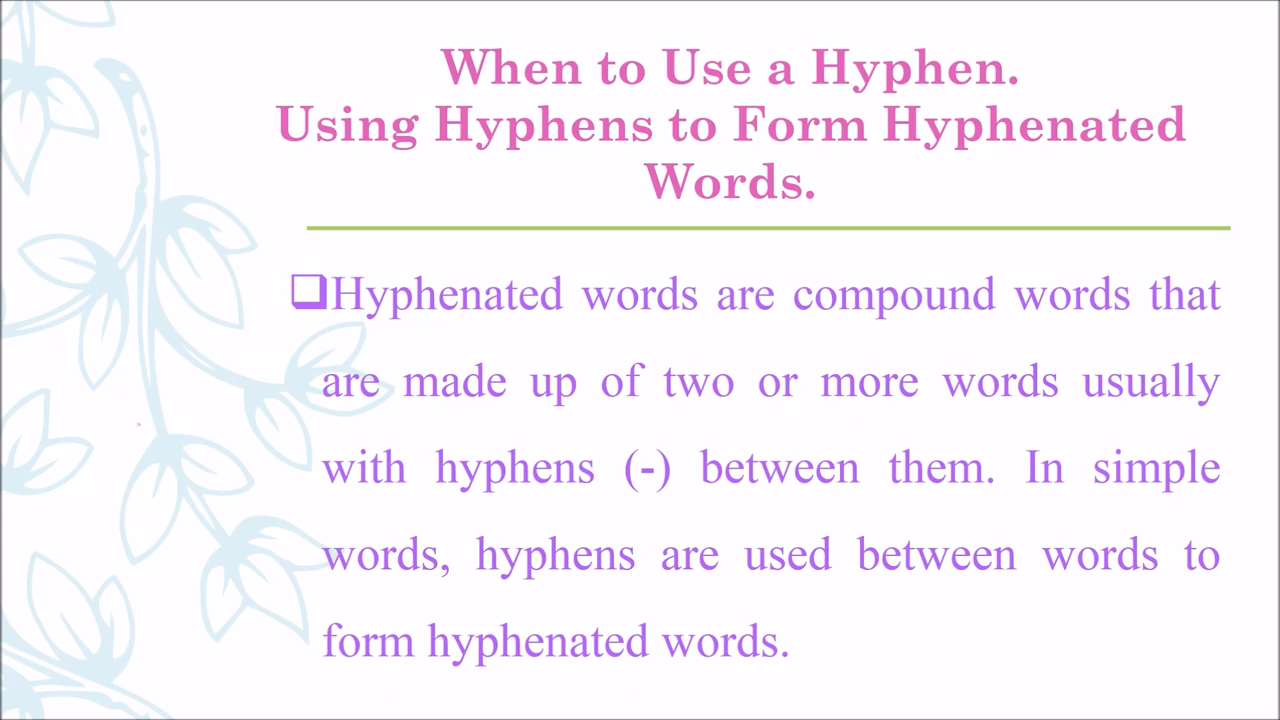 When to Use a Hyphen.
Using Hyphens to Form Hyphenated
Words.
❑Hyphenated words are compound words that
are made up of two or more words usually
with hyphens (-) between them. In simple
words, hyphens are used between words to
form hyphenated words.